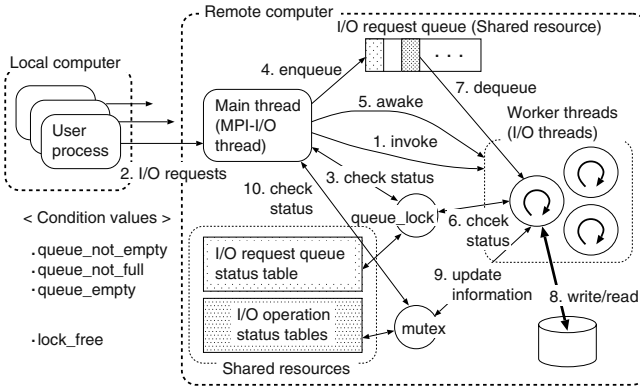 Remote computer
I/O request queue (Shared resource)
. . .
Local computer
4. enqueue
7. dequeue
5. awake
Main thread
(MPI-I/O
thread)
Worker threads
(I/O threads)
User
process
1. invoke
2. I/O requests
3. check status
10. check
status
< Condition values >
queue_lock
6. chcek
status
.queue_not_empty
.queue_not_full
·queue_empty
I/O request queue
status table
9. update
information
I/O operation
status tables
8. write/read
mutex
·lock_free
Shared resources